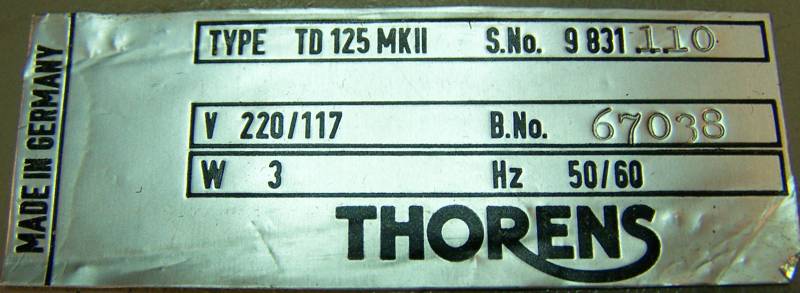 MADE IN GERMANY
TYPE TD 125 MKII S.No. 9 831 110
V 220/117 B.No. 67038
W 3 Hz 50/60
THORENS